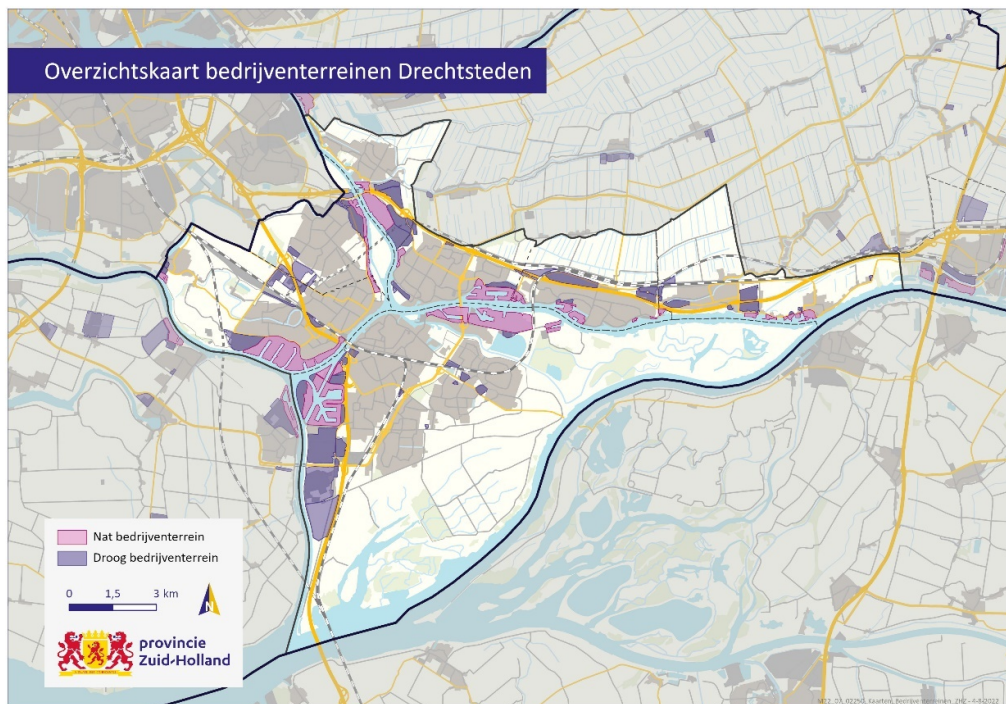 Overzichtskaart bedrijventerreinen Drechtsteden
Nat bedrijventerrein
Droog bedrijventerrein
0 1,5 3 km
N
provincie
Zuid-Holland